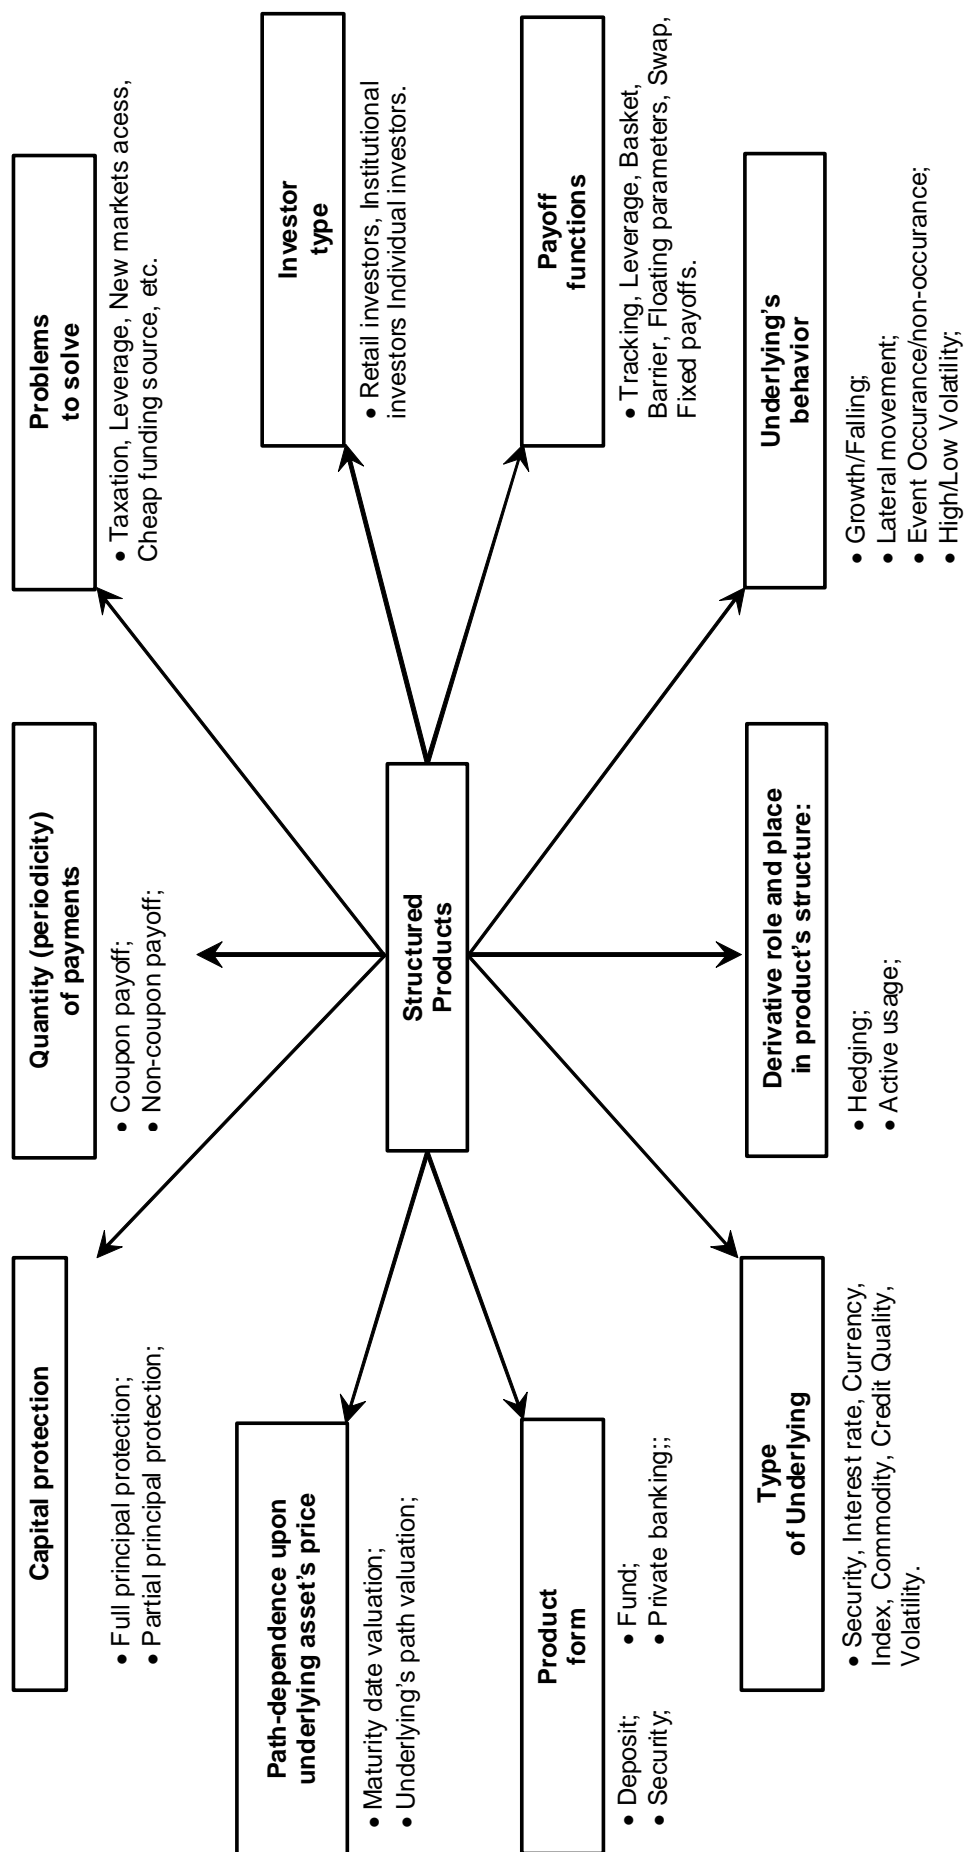 Capital protection
• Full principal protection;
• Partial principal protection;
Quantity (periodicity)
of payments
• Coupon payoff;
• Non-coupon payoff;
Problems
to solve
• Taxation, Leverage, New markets acess,
Cheap funding source, etc.
Path-dependence upon
underlying asset's price
• Maturity date valuation;
• Underlying's path valuation;
Investor
type
• Retail investors, Institutional
investors Individual investors.
Structured
Products
Product
form
• Deposit;
• Security;
• Fund;
• Private banking;;
Payoff
functions
• Tracking, Leverage, Basket,
Barrier, Floating parameters, Swap,
Fixed payoffs.
Type
of Underlying
• Security, Interest rate, Currency,
Index, Commodity, Credit Quality,
Volatility.
Derivative role and place
in product's structure:
• Hedging;
• Active usage;
Underlying's
behavior
• Growth/Falling;
• Lateral movement;
• Event Occurance/non-occurance;
• High/Low Volatility;